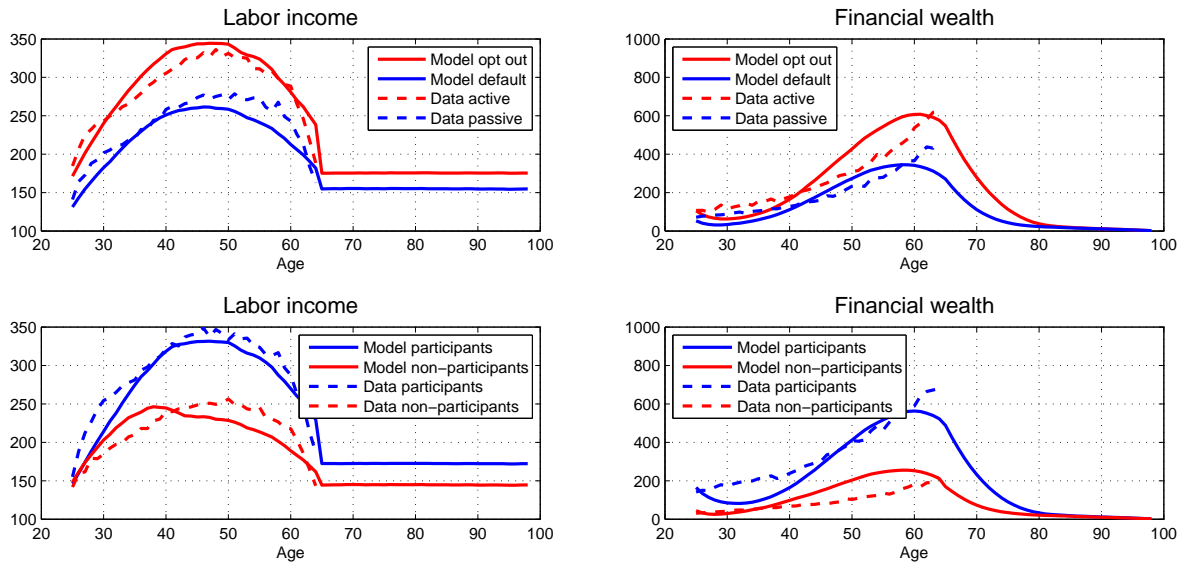 Labor income
350
300
250
200
150
100
20 30 40 50 60 70 80 90 100
Age
Model opt out
Model default
Data active
Data passive
Financial wealth
1000
800
600
400
200
0
20 30 40 50 60 70 80 90 100
Age
Model opt out
Model default
Data active
Data passive
Labor income
350
300
250
200
150
100
20 30 40 50 60 70 80 90 100
Age
Model participants
Model non−participants
Data participants
Data non−participants
Financial wealth
1000
800
600
400
200
0
20 30 40 50 60 70 80 90 100
Age
Model participants
Model non−participants
Data participants
Data non−participants